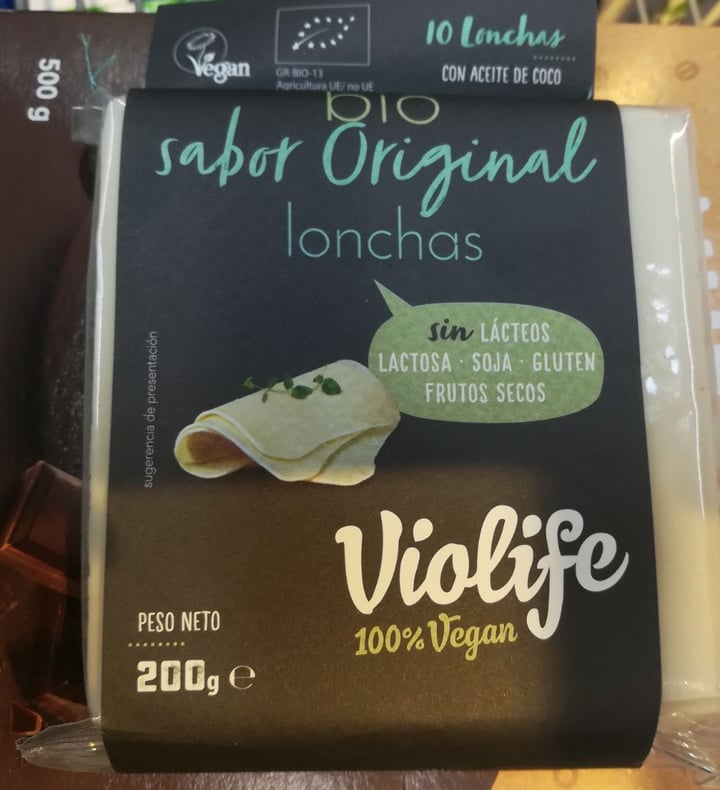 500 g
Vegan
GR-BIO-13
Agricultura UE/ no UE
10 Lonchas
CON ACEITE DE COCO
bio
sabor Original
lonchas
sin LÁCTEOS
LACTOSA · SOJA · GLUTEN
FRUTOS SECOS
sugerencia de presentación
Violife
100% Vegan
PESO NETO
200g e